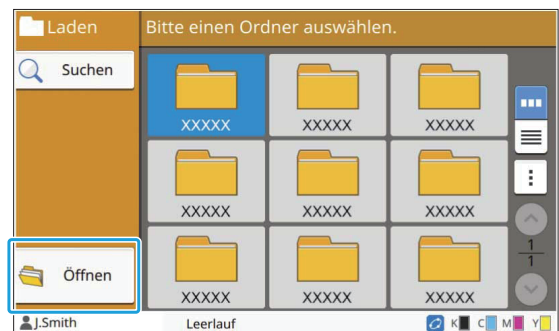 Laden
Bitte einen Ordner auswählen.
Suchen
XXXXX XXXXX XXXXX
XXXXX XXXXX XXXXX
1
1
Öffnen
XXXXX XXXXX XXXXX
J.Smith Leerlauf K C M Y